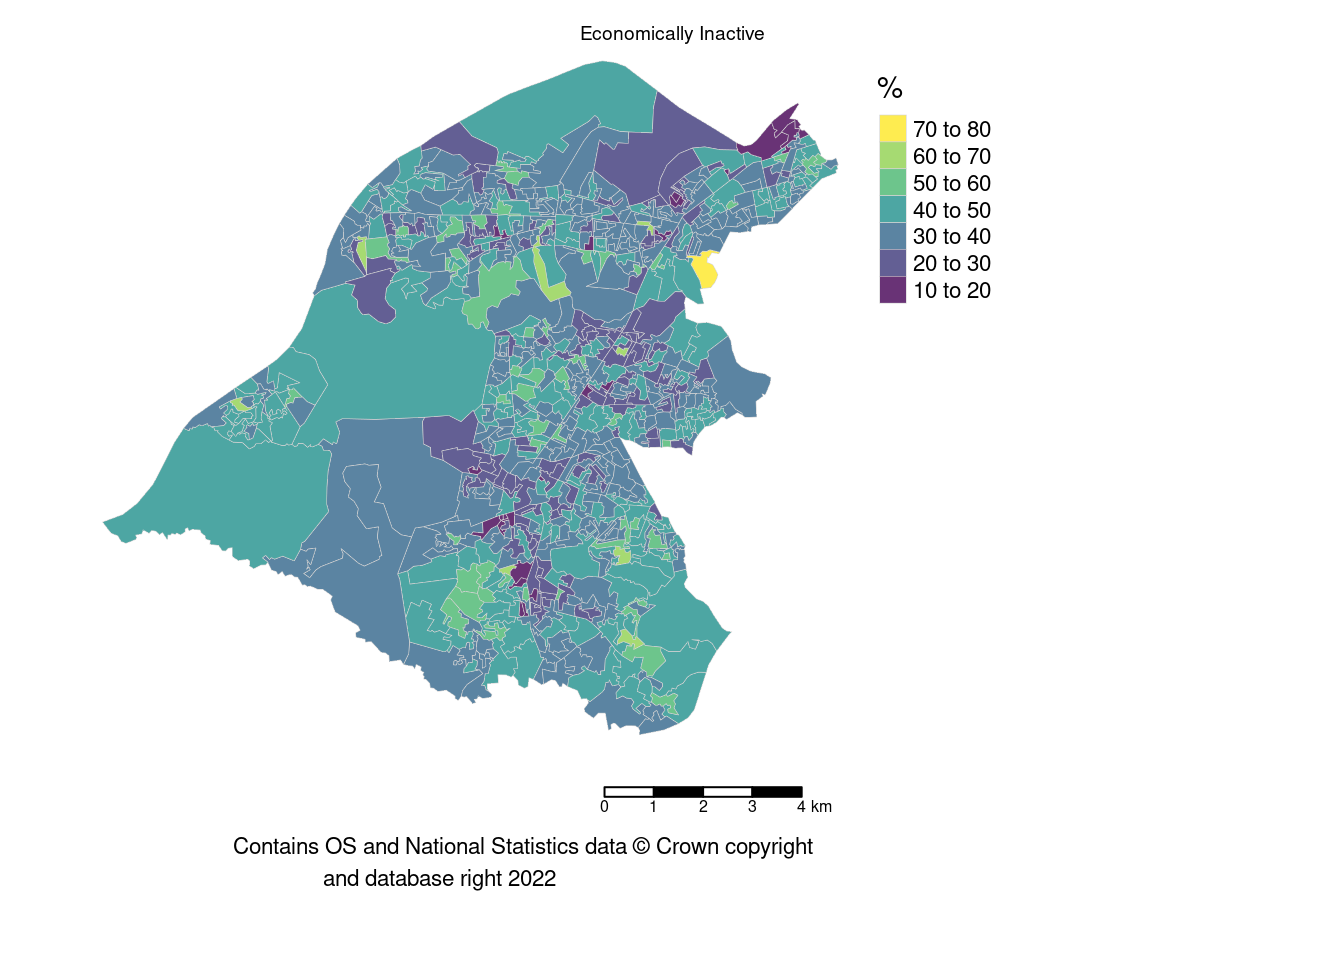 Economically Inactive
%
70 to 80
60 to 70
50 to 60
40 to 50
30 to 40
20 to 30
10 to 20
0 1 2 3 4 km
Contains OS and National Statistics data © Crown copyright
and database right 2022